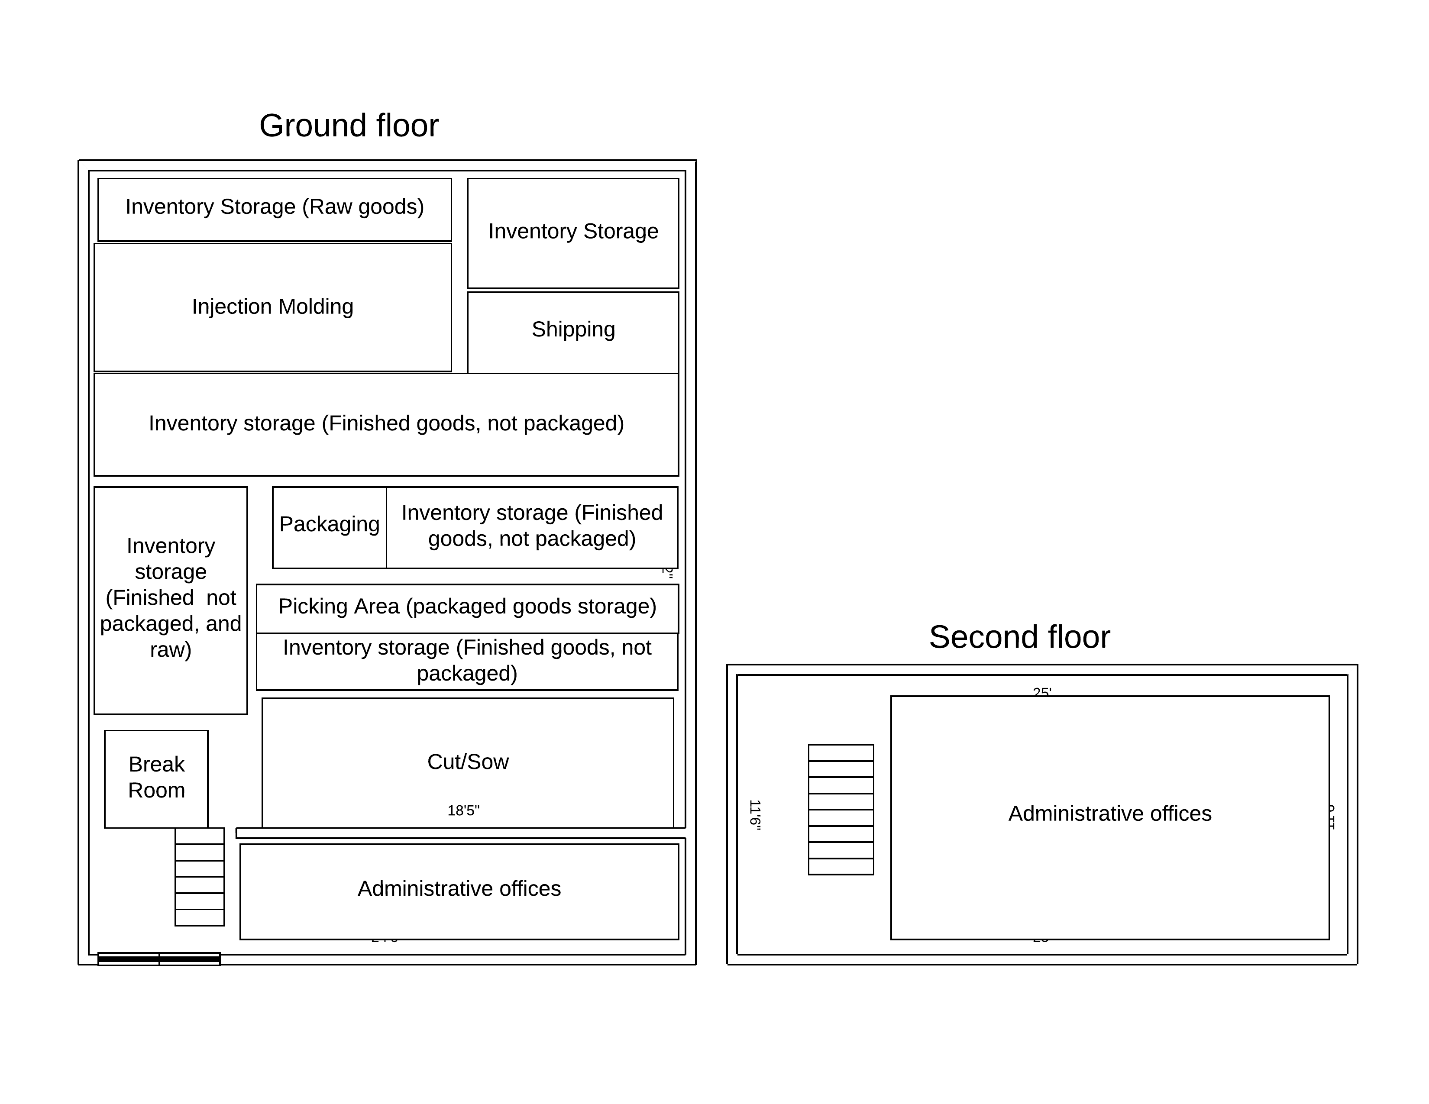 Ground floor
Inventory Storage (Raw goods)
Inventory Storage
Injection Molding
Shipping
Inventory storage (Finished goods, not packaged)
Packaging
Inventory storage (Finished
goods, not packaged)
Inventory
storage
(Finished  not
packaged, and
raw)
Picking Area (packaged goods storage)
Inventory storage (Finished goods, not
packaged)
Cut/Sow
18'5"
Break
Room
Administrative offices
Second floor
25'
11'6"
Administrative offices